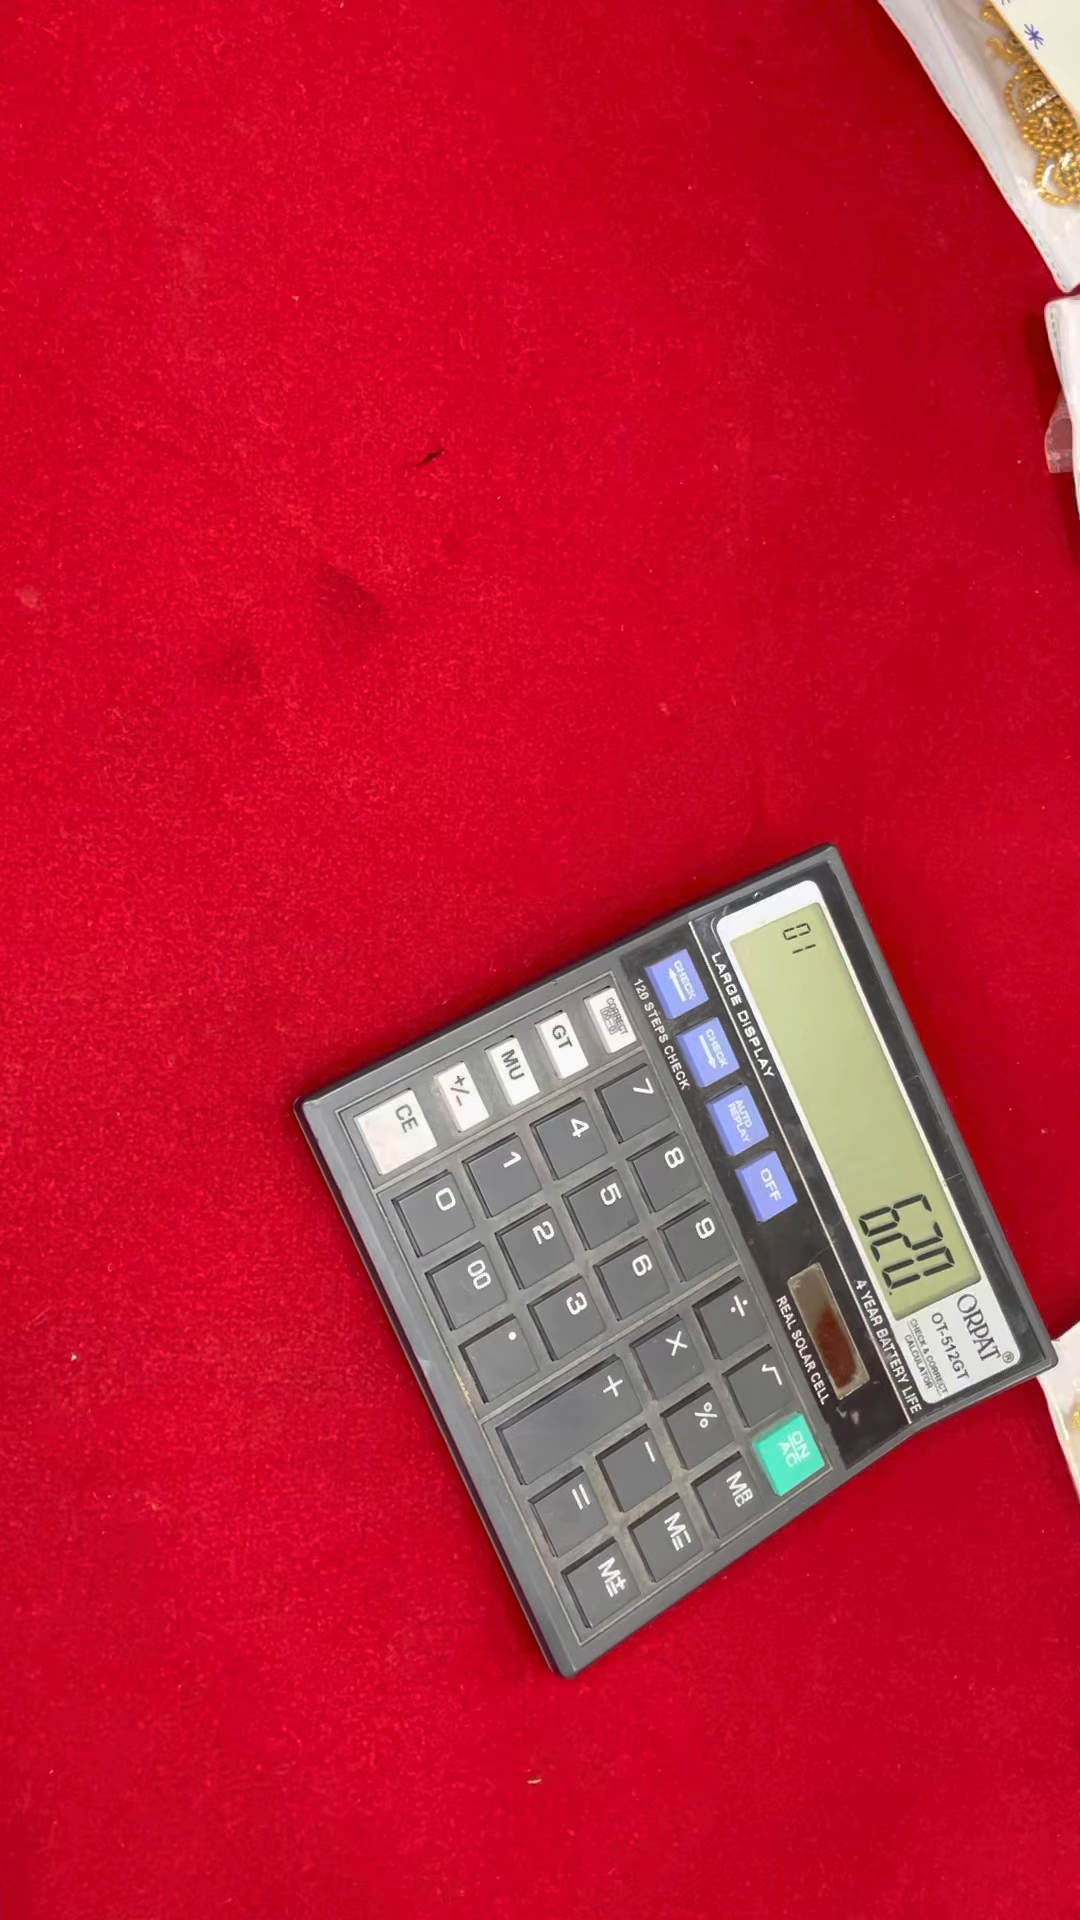 ORPAT®
OT-512GT
CHECK & CORRECT
CALCULATOR
01
620.
LARGE DISPLAY
4 YEAR BATTERY LIFE
CHECK
CHECK
AUTO REPLAY
OFF
REAL SOLAR CELL
120 STEPS CHECK
CORRECT
7 8 9 ÷ √ ON AC
GT 4 5 6 × %
MU 1 2 3 + −
+/−
CE 0 00 . =
M=
M±